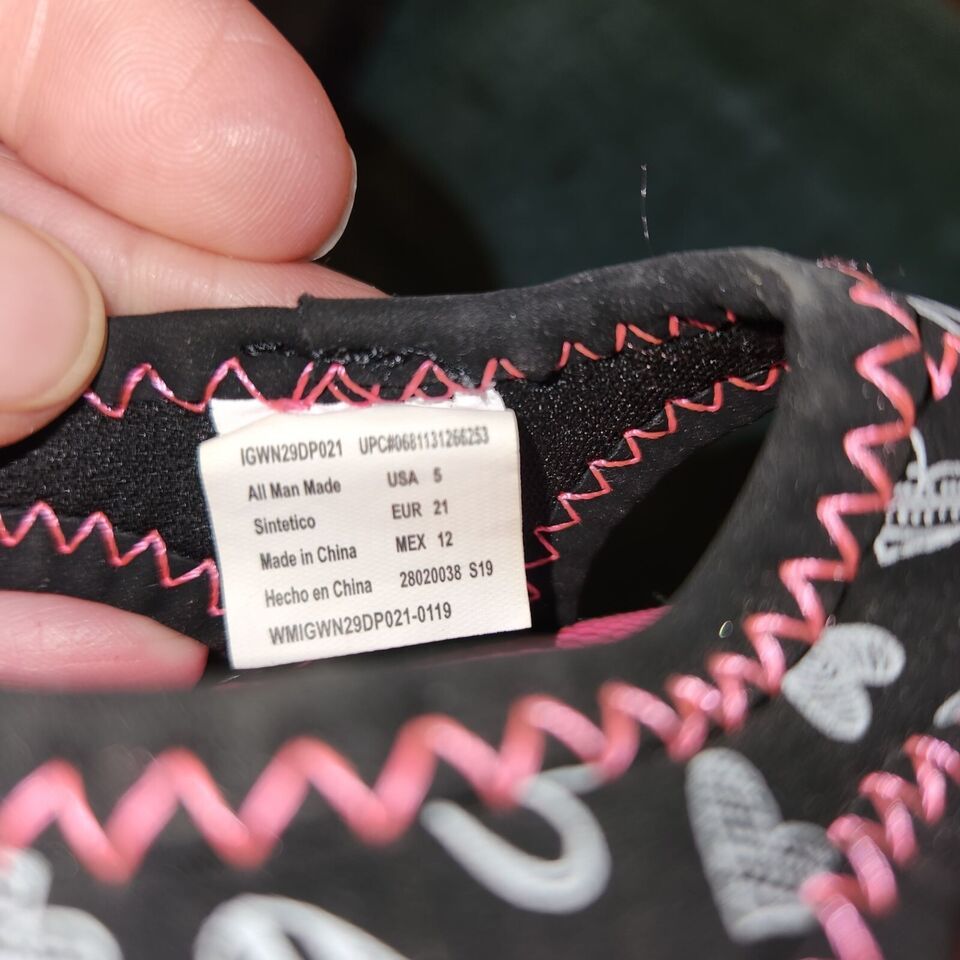 IGWN29DP021 UPC#0681131266253
All Man Made USA 5
Sintetico EUR 21
Made in China MEX 12
Hecho en China 28020038 S19
WMIGWN29DP021-0119